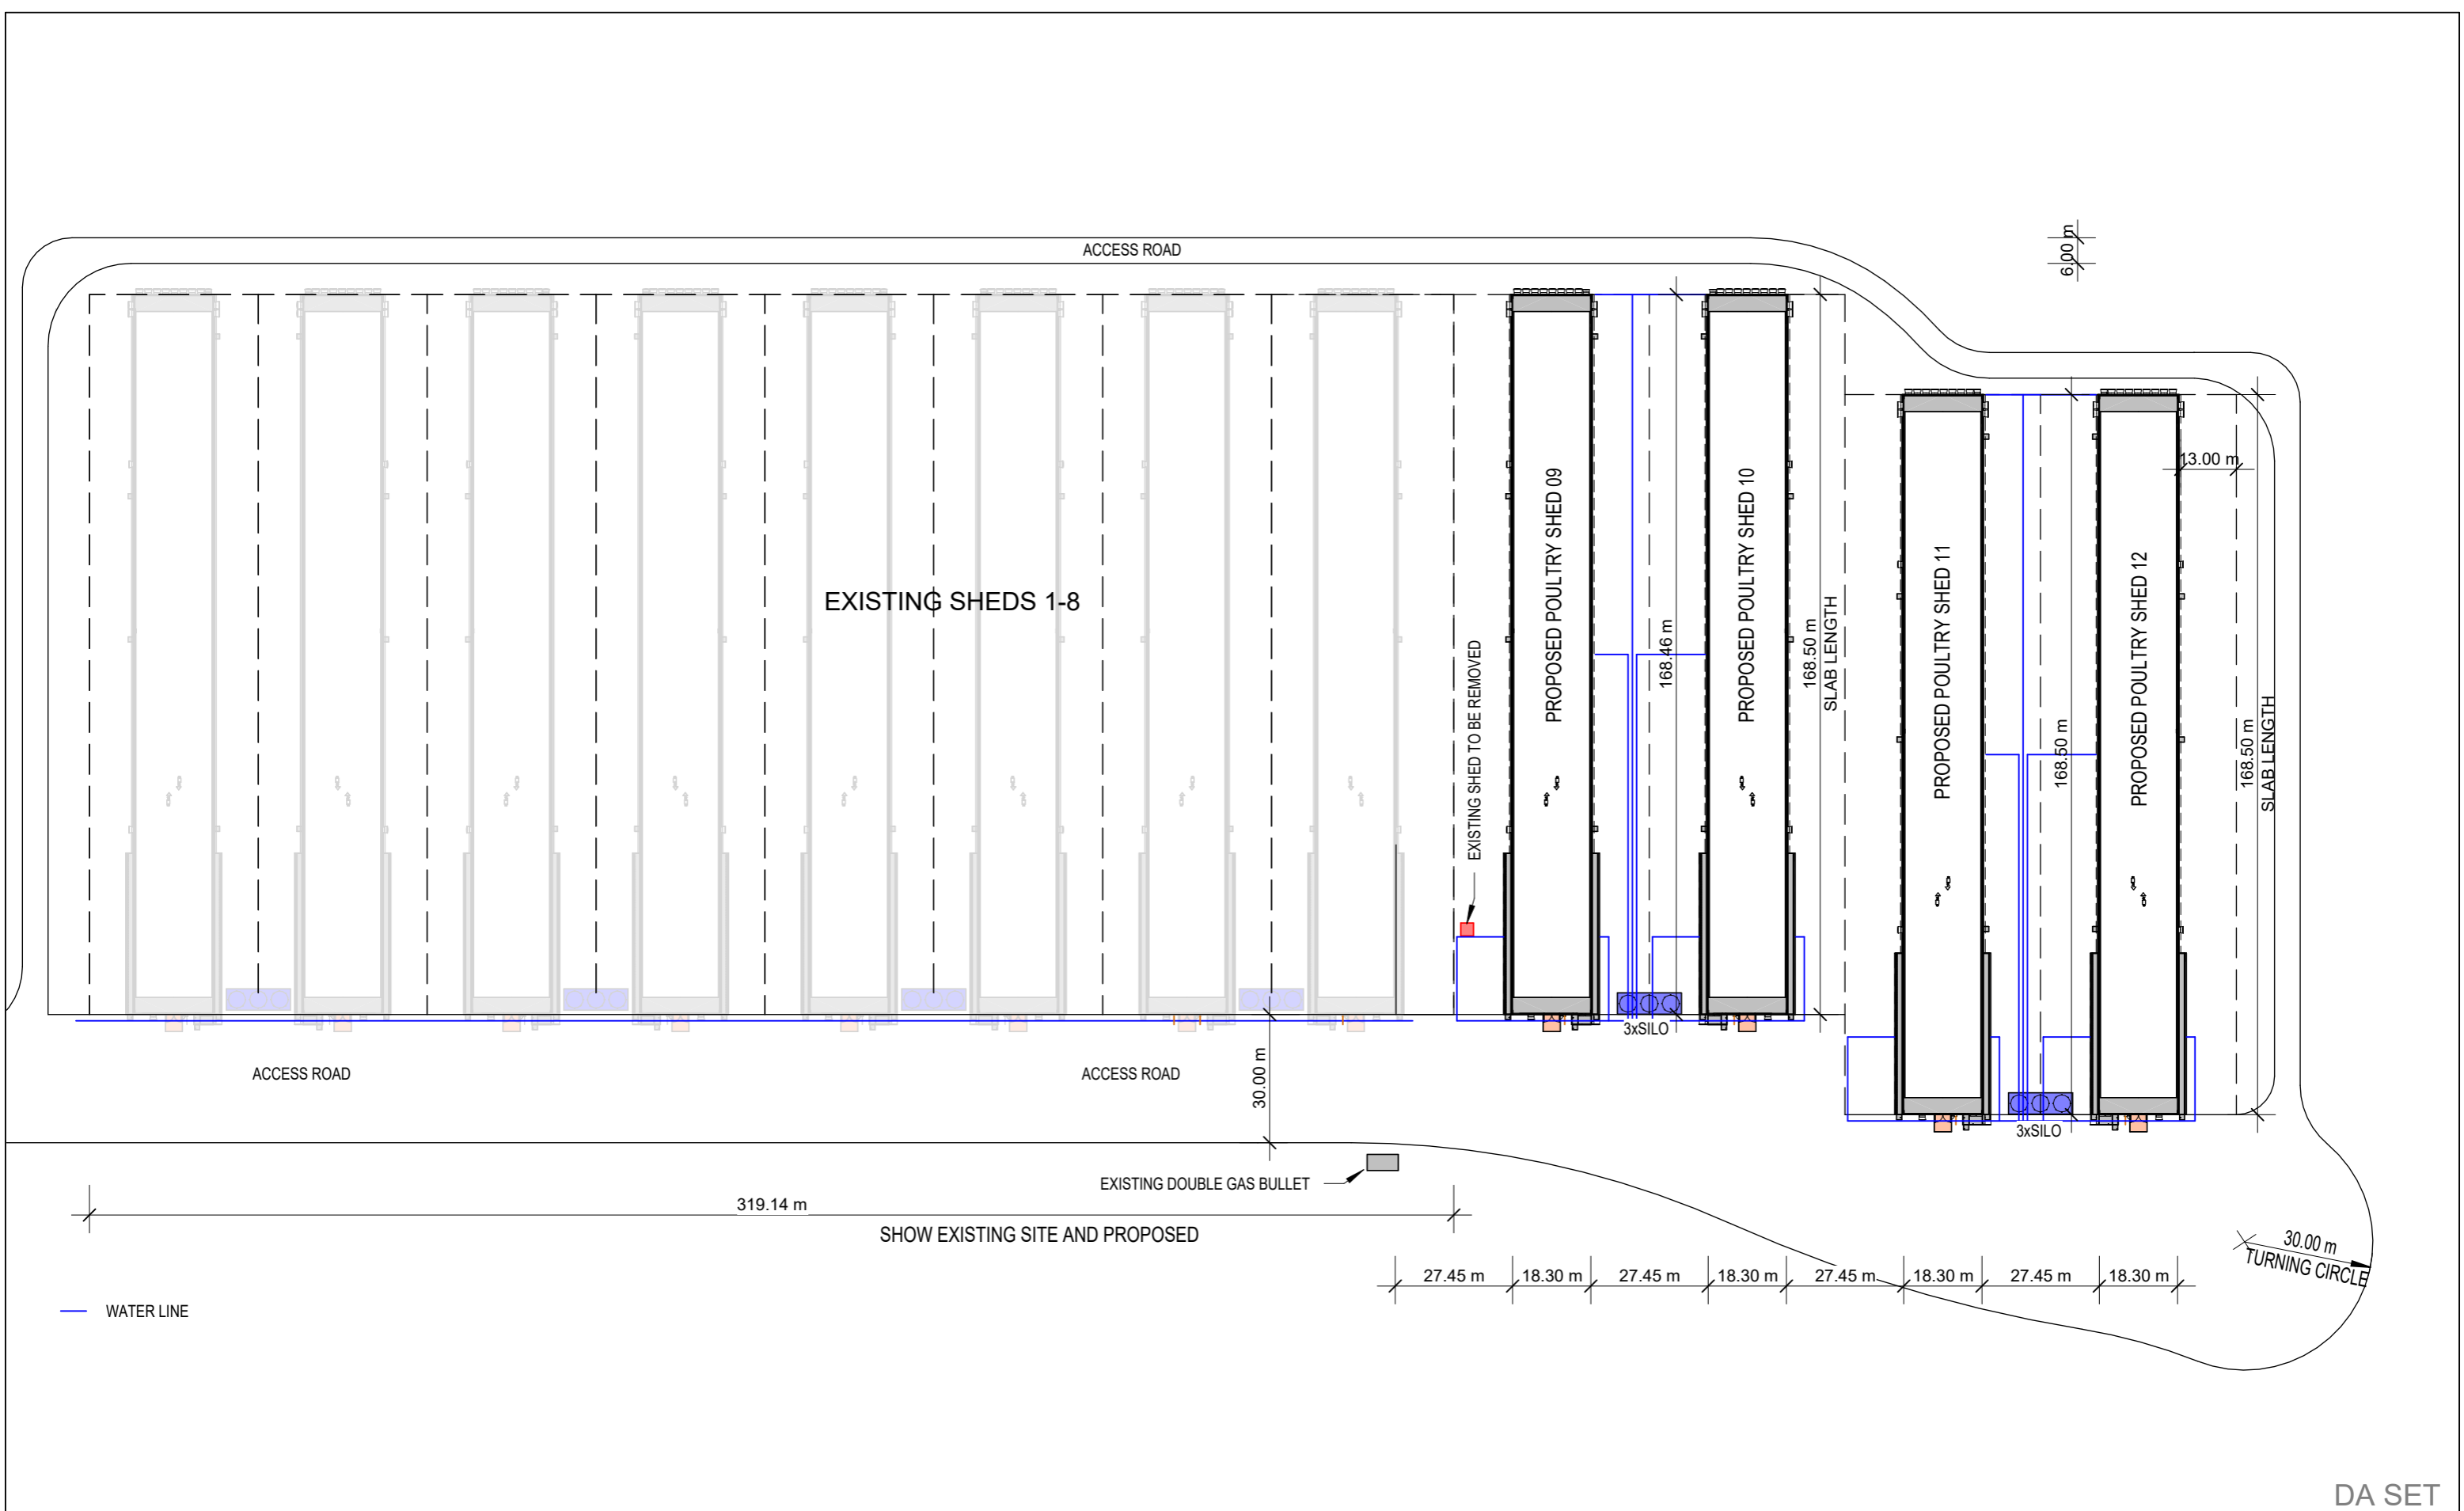 ACCESS ROAD
6.00 m
13.00 m
PROPOSED POULTRY SHED 09
PROPOSED POULTRY SHED 10
PROPOSED POULTRY SHED 11
PROPOSED POULTRY SHED 12
EXISTING SHEDS 1-8
EXISTING SHED TO BE REMOVED
168.46 m
168.50 m
SLAB LENGTH
168.50 m
168.50 m
SLAB LENGTH
3xSILO
3xSILO
ACCESS ROAD
ACCESS ROAD
30.00 m
EXISTING DOUBLE GAS BULLET
319.14 m
SHOW EXISTING SITE AND PROPOSED
30.00 m
TURNING CIRCLE
27.45 m
18.30 m
27.45 m
18.30 m
27.45 m
18.30 m
27.45 m
18.30 m
WATER LINE
DA SET